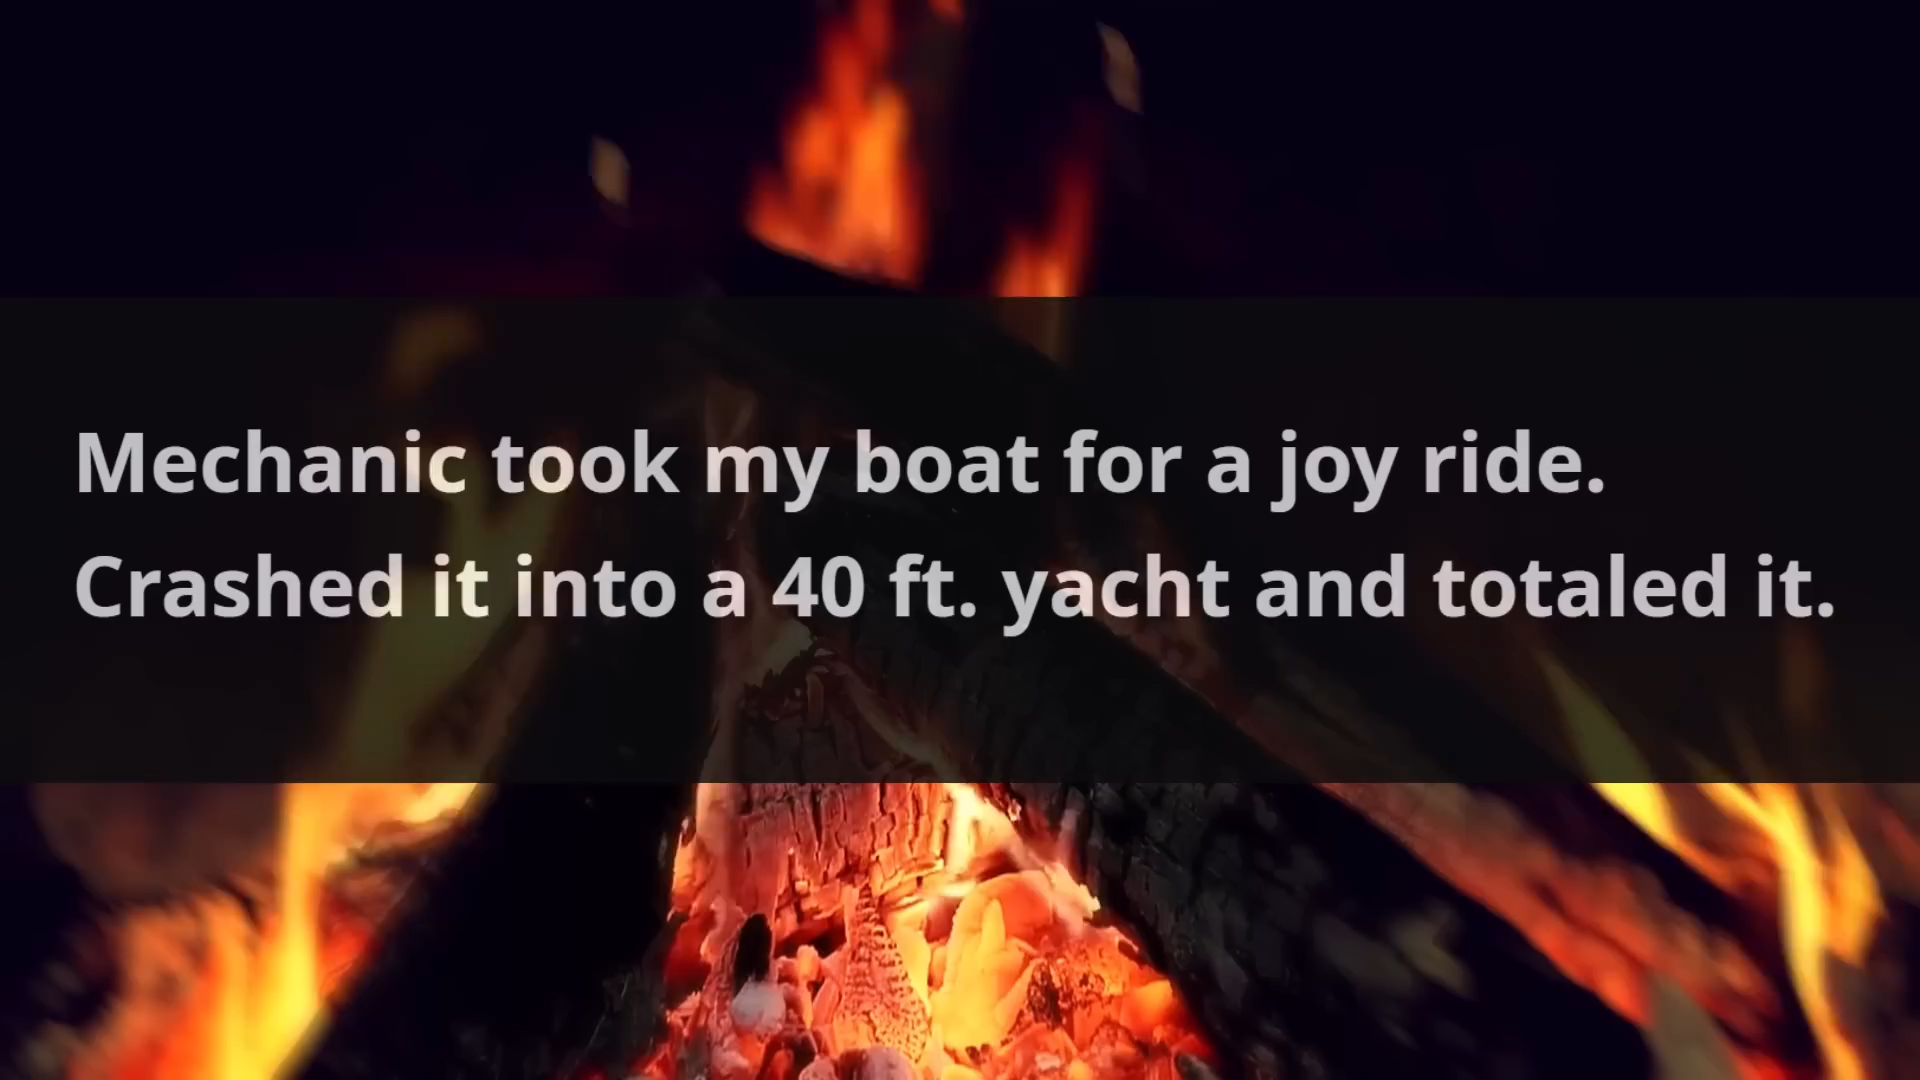 Mechanic took my boat for a joy ride.
Crashed it into a 40 ft. yacht and totaled it.